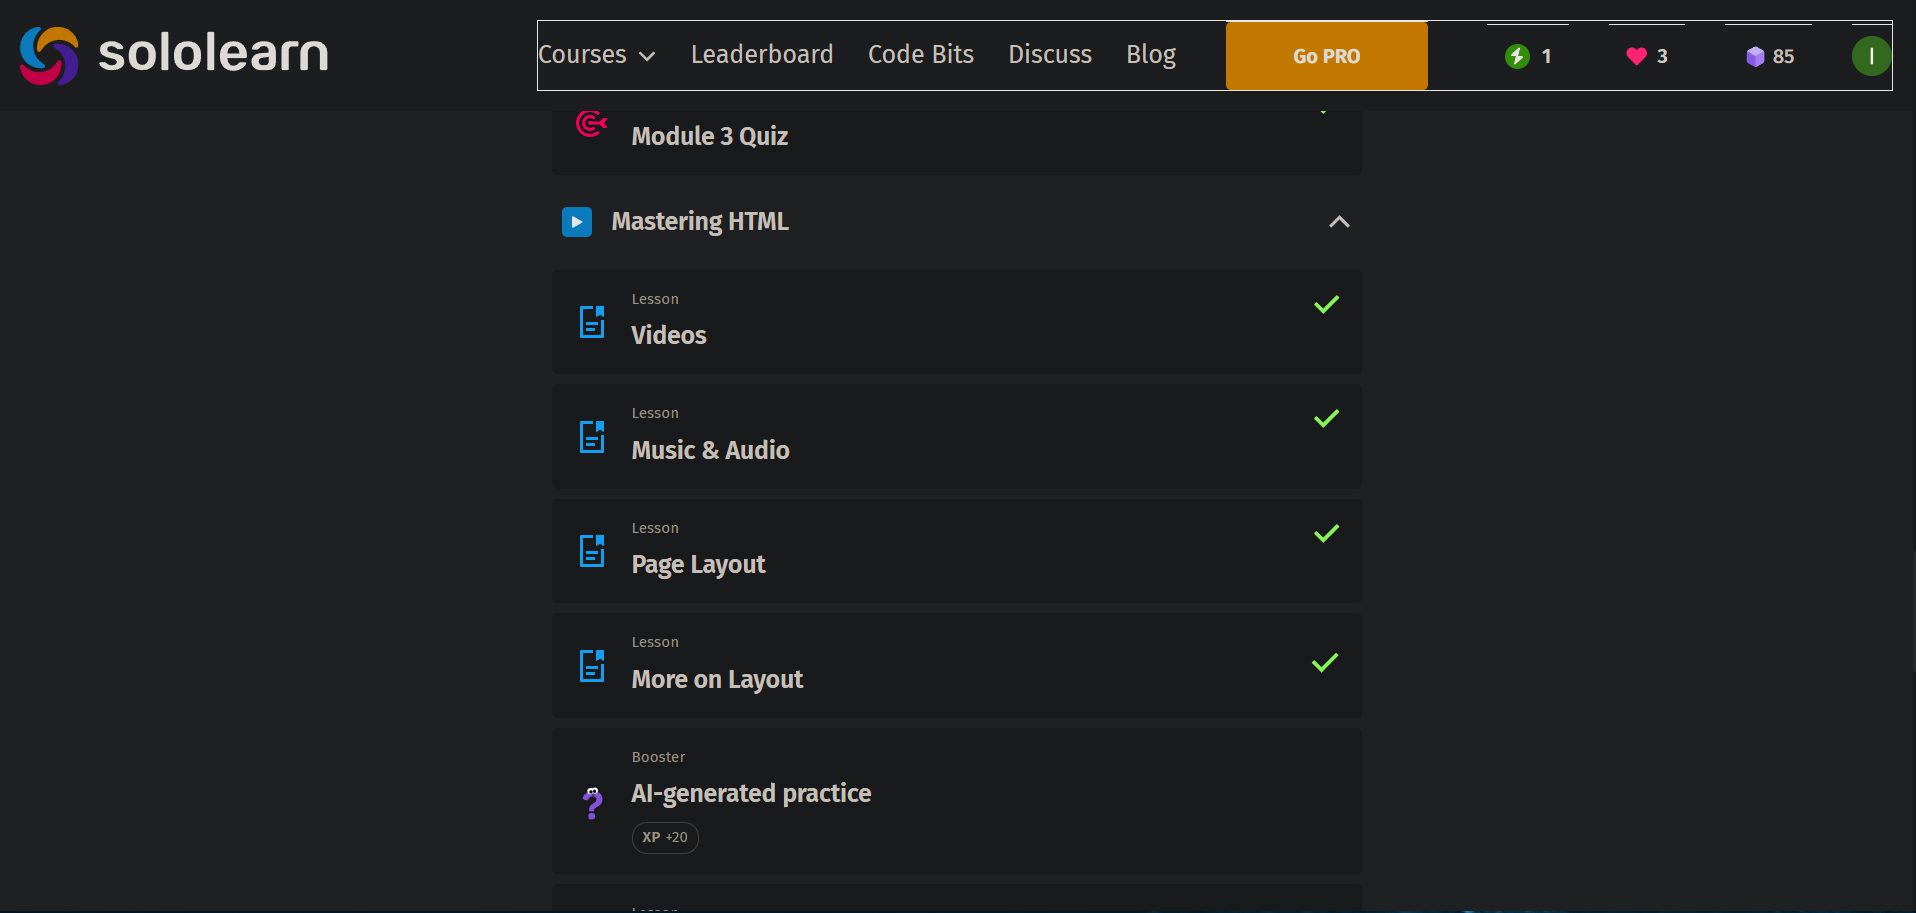 sololearn
Courses Leaderboard Code Bits Discuss Blog Go PRO 1 3 85 I
Module 3 Quiz
Mastering HTML
Lesson
Videos
Lesson
Music & Audio
Lesson
Page Layout
Lesson
More on Layout
Booster
AI-generated practice
XP +20